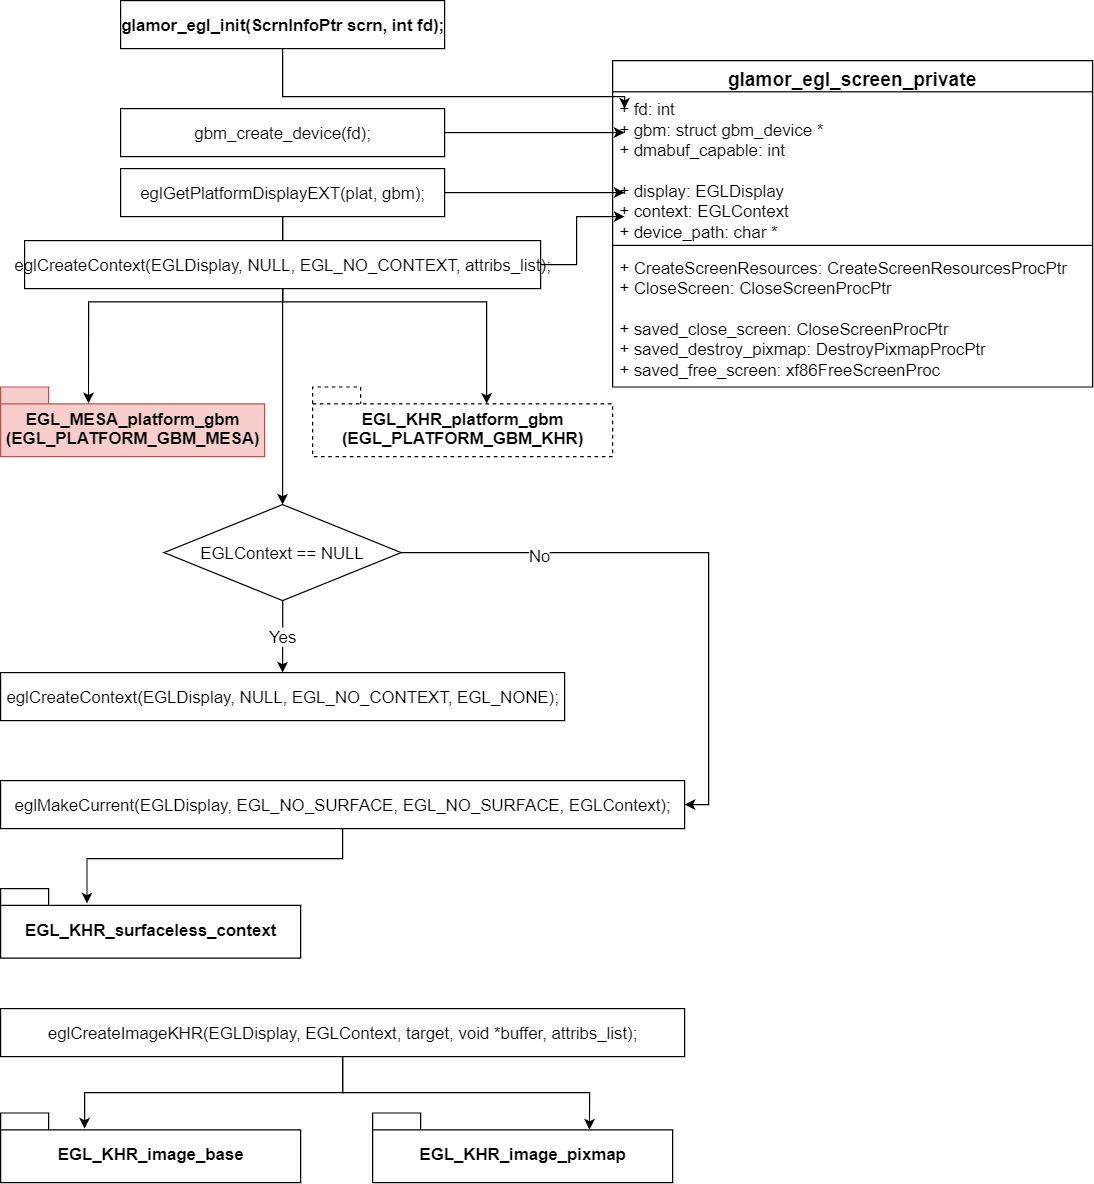 glamor_egl_init(ScrnInfoPtr scrn, int fd);
glamor_egl_screen_private
+ fd: int
+ gbm: struct gbm_device *
+ dmabuf_capable: int
+ display: EGLDisplay
+ context: EGLContext
+ device_path: char *
+ CreateScreenResources: CreateScreenResourcesProcPtr
+ CloseScreen: CloseScreenProcPtr
+ saved_close_screen: CloseScreenProcPtr
+ saved_destroy_pixmap: DestroyPixmapProcPtr
+ saved_free_screen: xf86FreeScreenProc
gbm_create_device(fd);
eglGetPlatformDisplayEXT(plat, gbm);
eglCreateContext(EGLDisplay, NULL, EGL_NO_CONTEXT, attribs_list);
EGL_MESA_platform_gbm
(EGL_PLATFORM_GBM_MESA)
EGL_KHR_platform_gbm
(EGL_PLATFORM_GBM_KHR)
EGLContext == NULL
No
Yes
eglCreateContext(EGLDisplay, NULL, EGL_NO_CONTEXT, EGL_NONE);
eglMakeCurrent(EGLDisplay, EGL_NO_SURFACE, EGL_NO_SURFACE, EGLContext);
EGL_KHR_surfaceless_context
eglCreateImageKHR(EGLDisplay, EGLContext, target, void *buffer, attribs_list);
EGL_KHR_image_base
EGL_KHR_image_pixmap